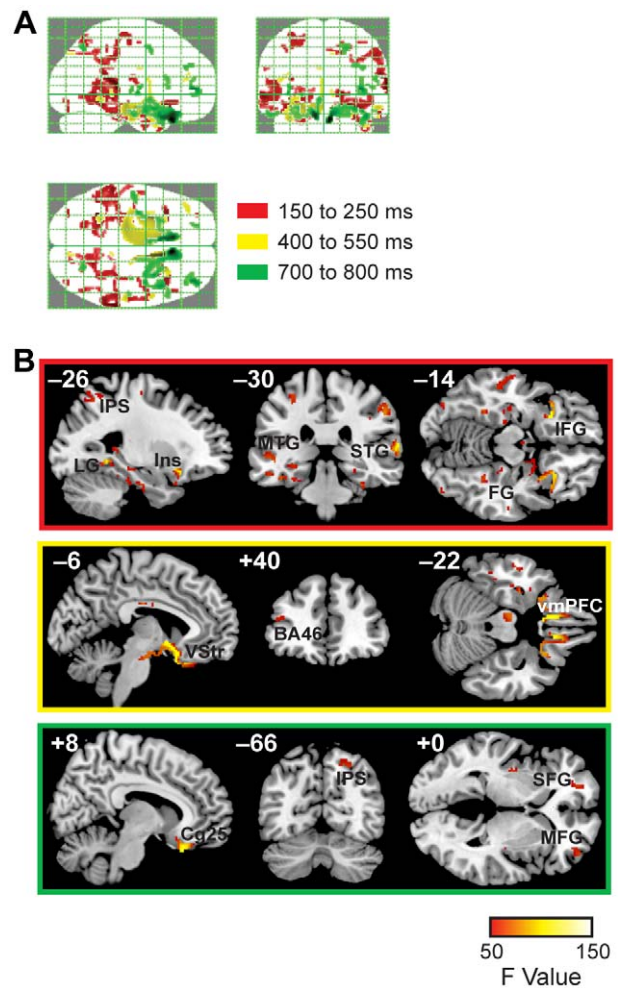 A
150 to 250 ms
400 to 550 ms
700 to 800 ms
B
–26 –30 –14
IPS
IFG
MTG STG
LG Ins
FG
–6 +40 –22
vmPFC
BA46
VStr
+8 –66 +0
IPS
SFG
Cg25
MFG
50 150
F Value